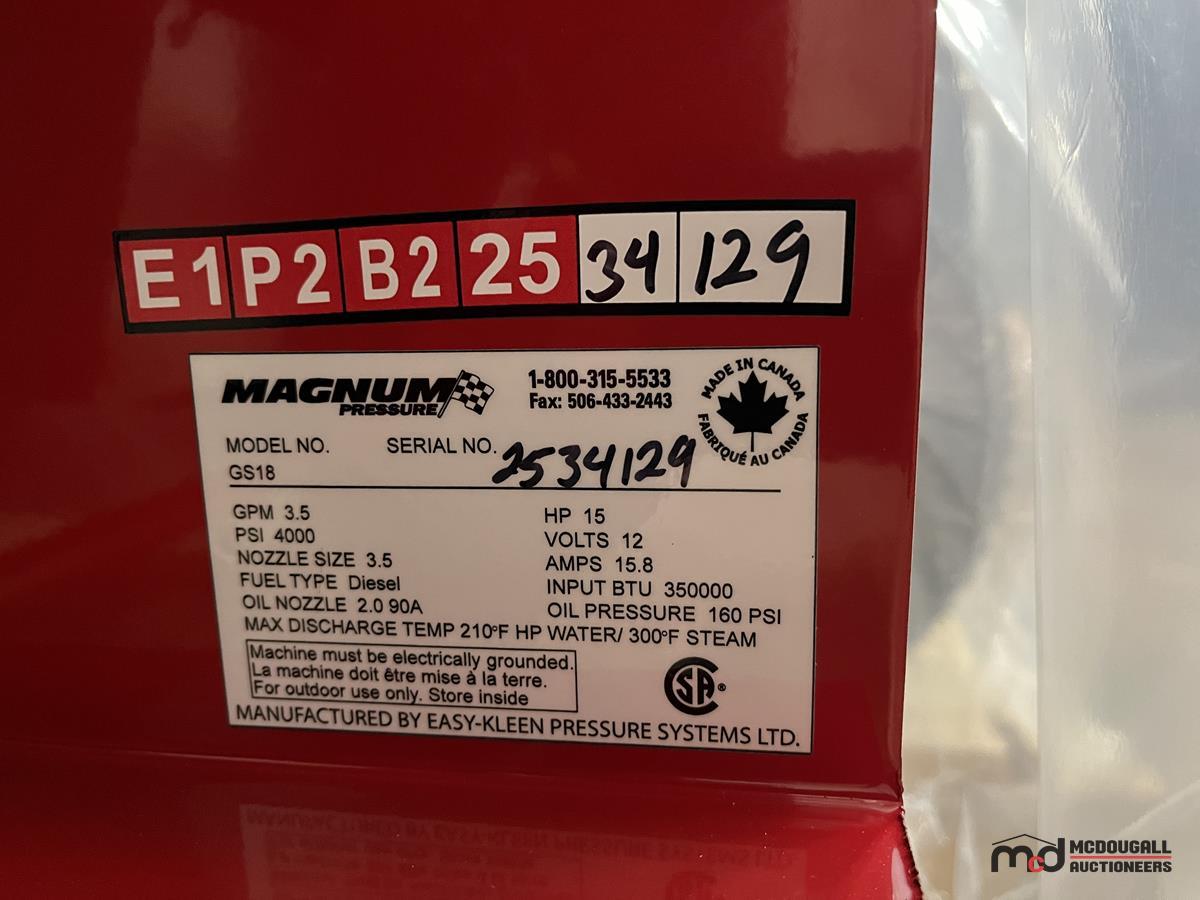 E1 P2 B2 25 34 129
MAGNUM
PRESSURE
1-800-315-5533
Fax: 506-433-2443
MADE IN CANADA
FABRIQUÉ AU CANADA
MODEL NO. SERIAL NO. 2534129
GS18
GPM 3.5
PSI 4000
NOZZLE SIZE 3.5
FUEL TYPE Diesel
OIL NOZZLE 2.0 90A
HP 15
VOLTS 12
AMPS 15.8
INPUT BTU 350000
OIL PRESSURE 160 PSI
MAX DISCHARGE TEMP 210°F HP WATER/ 300°F STEAM
Machine must be electrically grounded.
La machine doit être mise à la terre.
For outdoor use only. Store inside
CSA®
MANUFACTURED BY EASY-KLEEN PRESSURE SYSTEMS LTD.
mcd MCDOUGALL
AUCTIONEERS